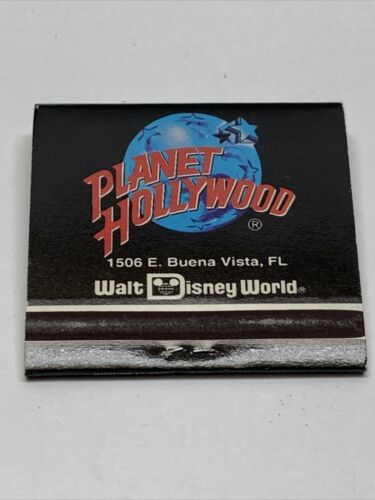 PLANET
HOLLYWOOD
®
1506 E. Buena Vista, FL
Walt Disney World®